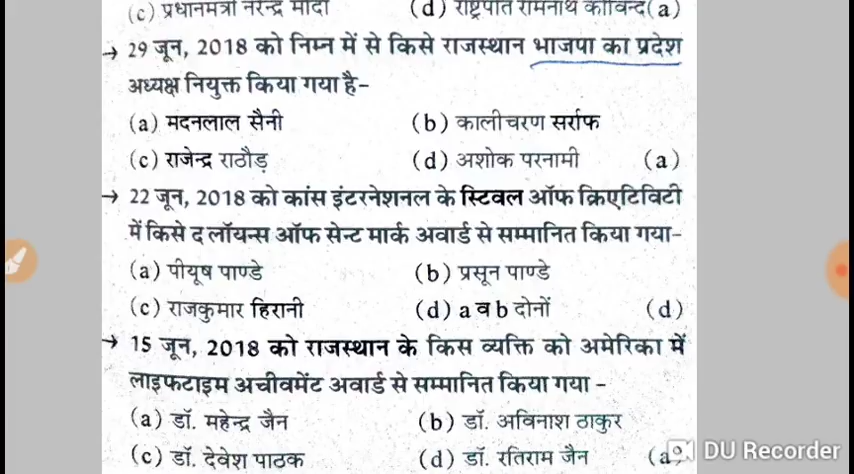 (c) प्रधानमंत्री नरेन्द्र मोदी (d) राष्ट्रपति रामनाथ कोविन्द(a)
→ 29 जून, 2018 को निम्न में से किसे राजस्थान भाजपा का प्रदेश
अध्यक्ष नियुक्त किया गया है-
(a) मदनलाल सैनी (b) कालीचरण सर्राफ
(c) राजेन्द्र राठौड़ (d) अशोक परनामी (a)
→ 22 जून, 2018 को कांस इंटरनेशनल के स्टिवल ऑफ क्रिएटिविटी
में किसे द लॉयन्स ऑफ सेन्ट मार्क अवार्ड से सम्मानित किया गया-
(a) पीयूष पाण्डे (b) प्रसून पाण्डे
(c) राजकुमार हिरानी (d) a व b दोनों (d)
→ 15 जून, 2018 को राजस्थान के किस व्यक्ति को अमेरिका में
लाइफटाइम अचीवमेंट अवार्ड से सम्मानित किया गया -
(a) डॉ. महेन्द्र जैन (b) डॉ. अविनाश ठाकुर
(c) डॉ. देवेश पाठक (d) डॉ. रतिराम जैन (a
DU Recorder